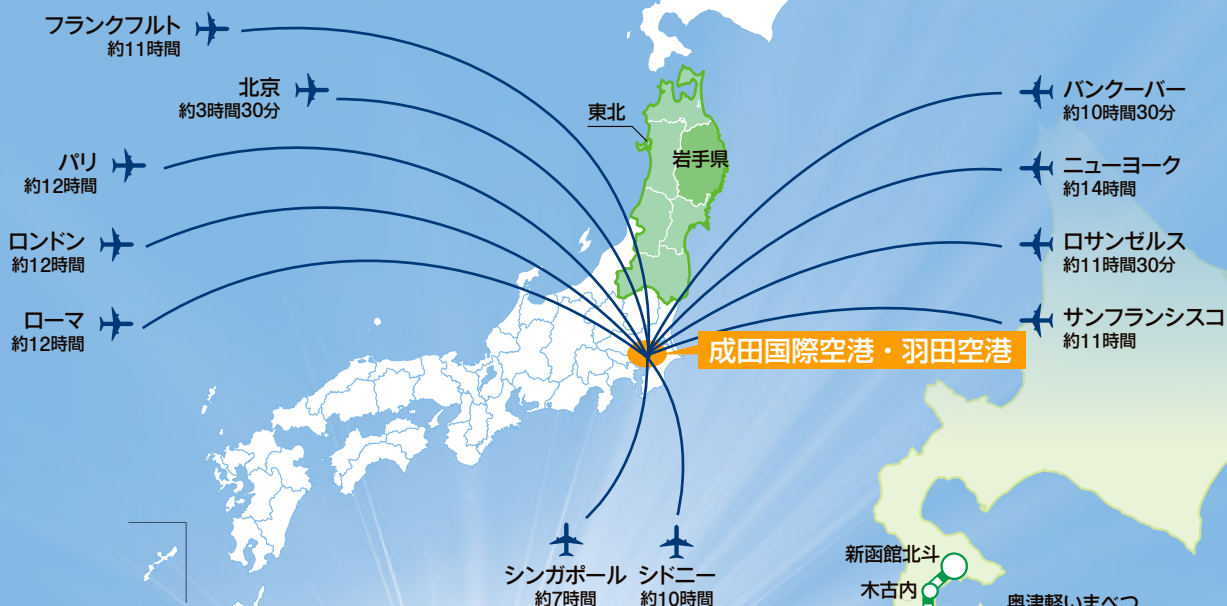 フランクフルト
約11時間
北京
約3時間30分
パリ
約12時間
ロンドン
約12時間
ローマ
約12時間
東北
岩手県
バンクーバー
約10時間30分
ニューヨーク
約14時間
ロサンゼルス
約11時間30分
サンフランシスコ
約11時間
成田国際空港・羽田空港
シンガポール
約7時間
シドニー
約10時間
新函館北斗
木古内
奥津軽いまべつ